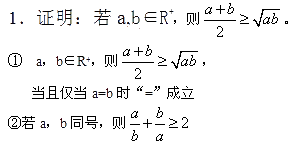 1. 证明：若 a,b∈R⁺, 则 (a+b)/2 ≥ √ab 。
① a，b∈R⁺, (a+b)/2 ≥ √ab，
当且仅当 a=b 时“=”成立
②若 a，b 同号，则 a/b + b/a ≥ 2